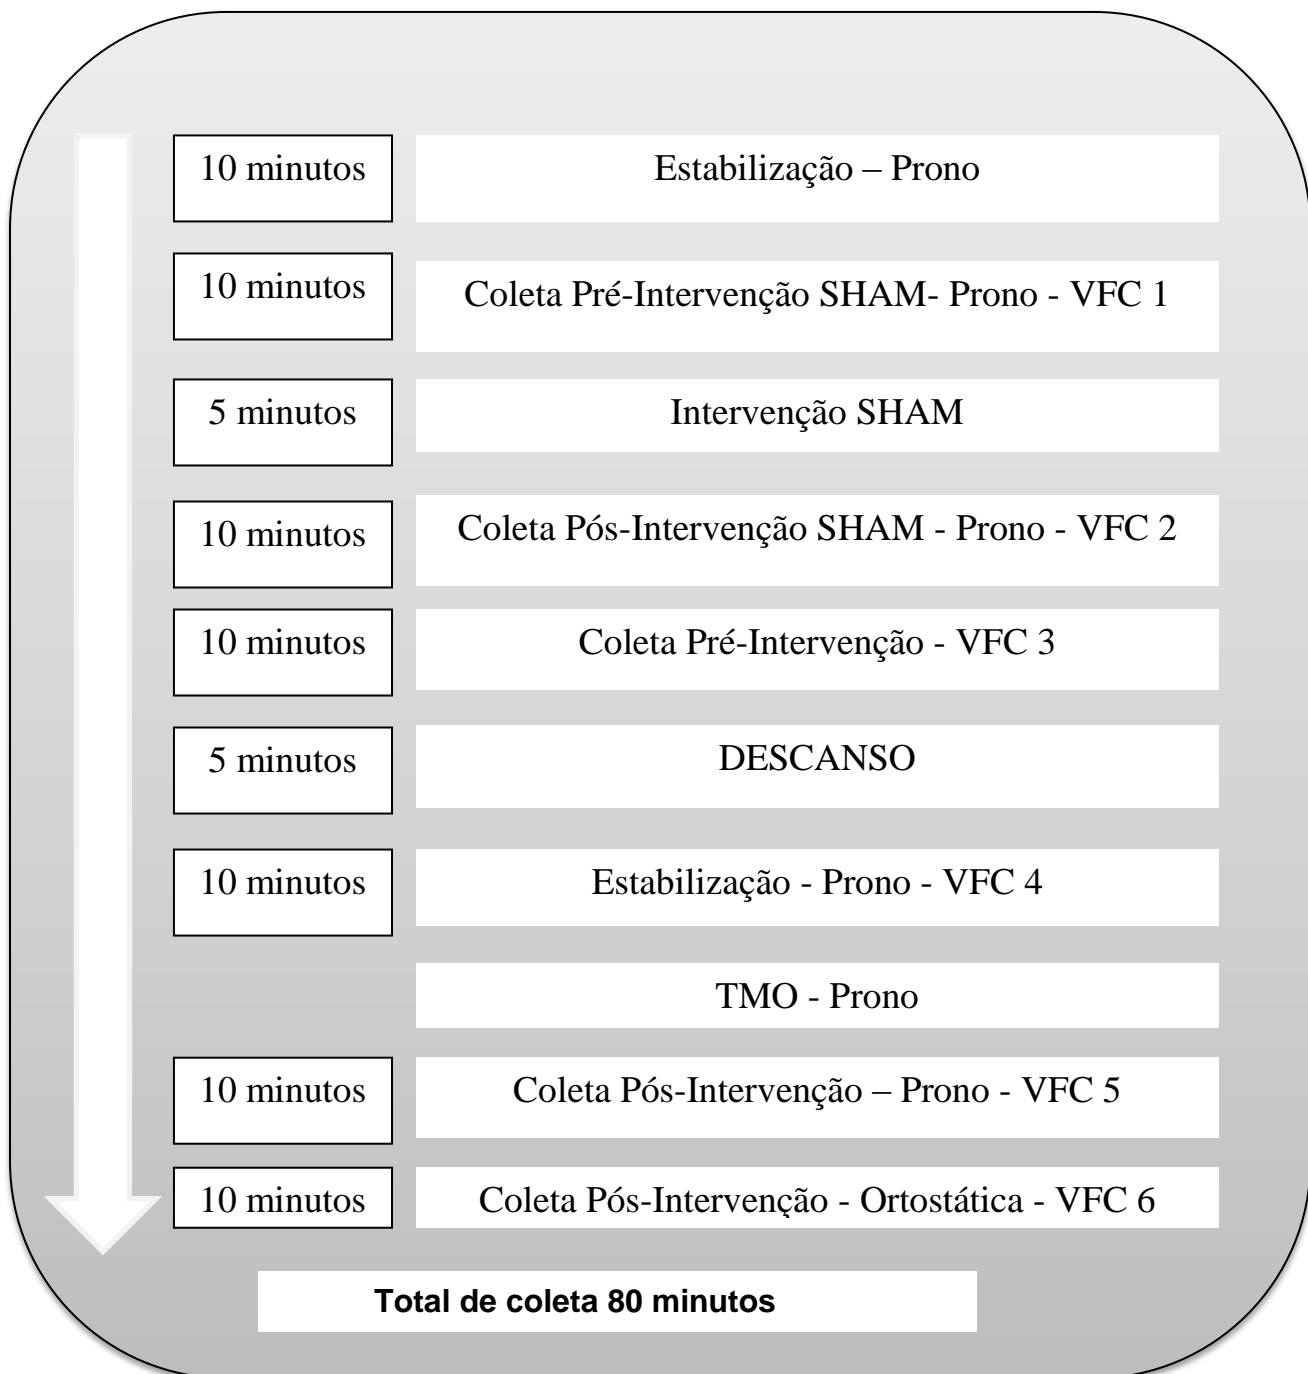 10 minutos
Estabilização – Prono
10 minutos
Coleta Pré-Intervenção SHAM- Prono - VFC 1
5 minutos
Intervenção SHAM
10 minutos
Coleta Pós-Intervenção SHAM - Prono - VFC 2
10 minutos
Coleta Pré-Intervenção - VFC 3
5 minutos
DESCANSO
10 minutos
Estabilização - Prono - VFC 4
TMO - Prono
10 minutos
Coleta Pós-Intervenção – Prono - VFC 5
10 minutos
Coleta Pós-Intervenção - Ortostática - VFC 6
Total de coleta 80 minutos